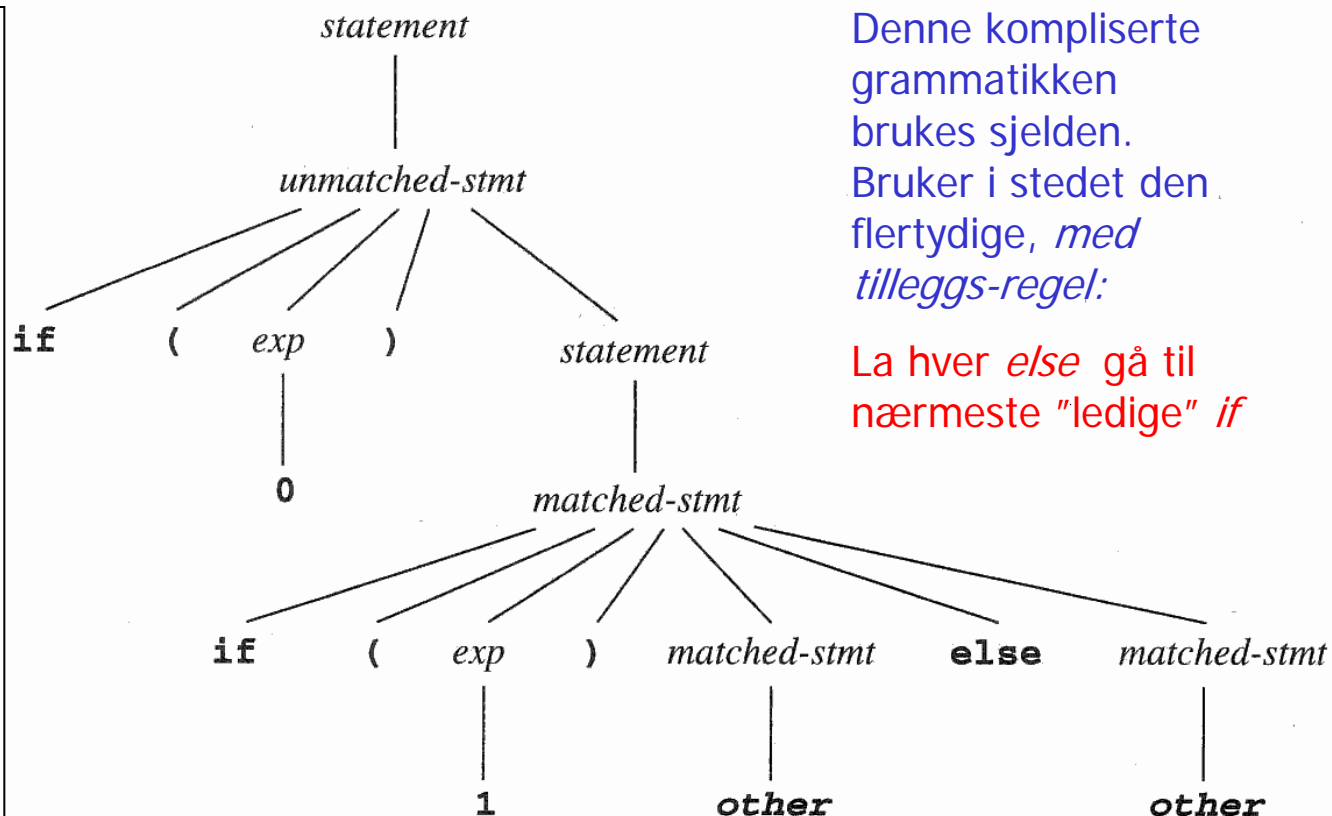 statement
unmatched-stmt
if ( exp ) statement
0
matched-stmt
if ( exp ) matched-stmt else matched-stmt
1 other other
Denne kompliserte
grammatikken
brukes sjelden.
Bruker i stedet den
flertydige, med
tilleggs-regel:
La hver else gå til
nærmeste "ledige" if